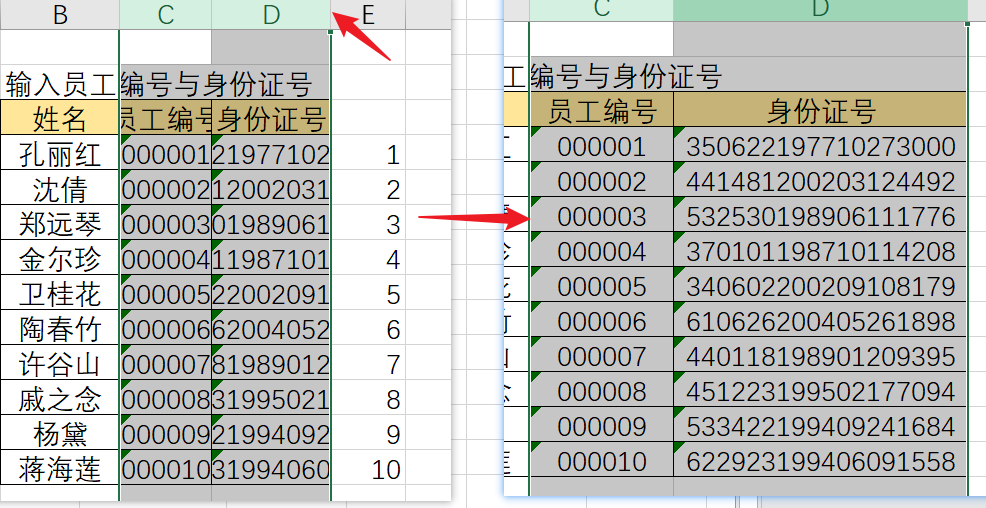 B C D E
输入员工编号与身份证号
姓名 员工编号 身份证号
孔丽红 000001 21977102 1
沈倩 000002 12002031 2
郑远琴 000003 01989061 3
金尔珍 000004 11987101 4
卫桂花 000005 22002091 5
陶春竹 000006 62004052 6
许谷山 000007 81989012 7
戚之念 000008 31995021 8
杨黛 000009 21994092 9
蒋海莲 000010 31994060 10
C D
工编号与身份证号
员工编号 身份证号
000001 350622197710273000
000002 441481200203124492
000003 532530198906111776
000004 370101198710114208
000005 340602200209108179
000006 610626200405261898
000007 440118198901209395
000008 451223199502177094
000009 533422199409241684
000010 622923199406091558